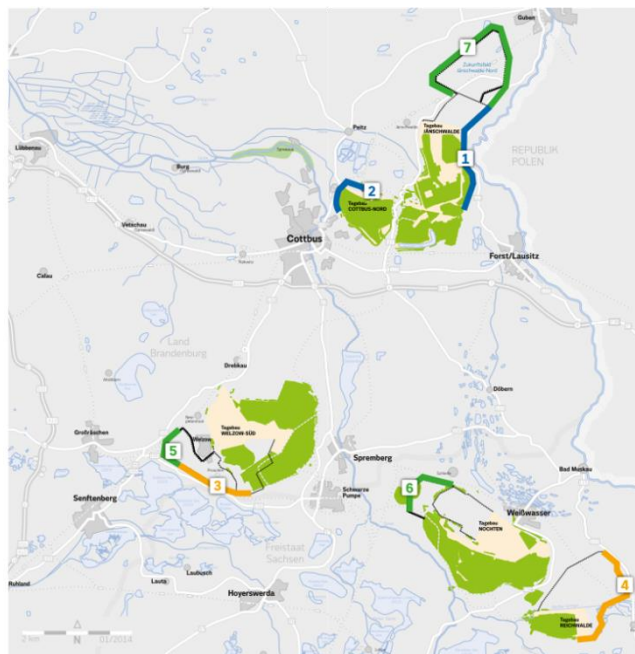 Guben
7
Zukunftsfeld
Jänschwalde-Nord
Peitz
Tagebau
JÄNSCHWALDE
REPUBLIK
POLEN
Lübbenau
Burg
1
2
Tagebau
COTTBUS-NORD
Vetschau
Cottbus
Forst/Lausitz
Calau
Land
Brandenburg
Drebkau
Döbern
Großräschen
Welzow
Tagebau
WELZOW-SÜD
5
3
Spremberg
Bad Muskau
6
Senftenberg
Schwarze
Pumpe
Weißwasser
Tagebau
NOCHTEN
Freistaat
Sachsen
Ruhland
Lauta
Laubusch
Hoyerswerda
4
Tagebau
REICHWALDE
2 km
N
01/2014